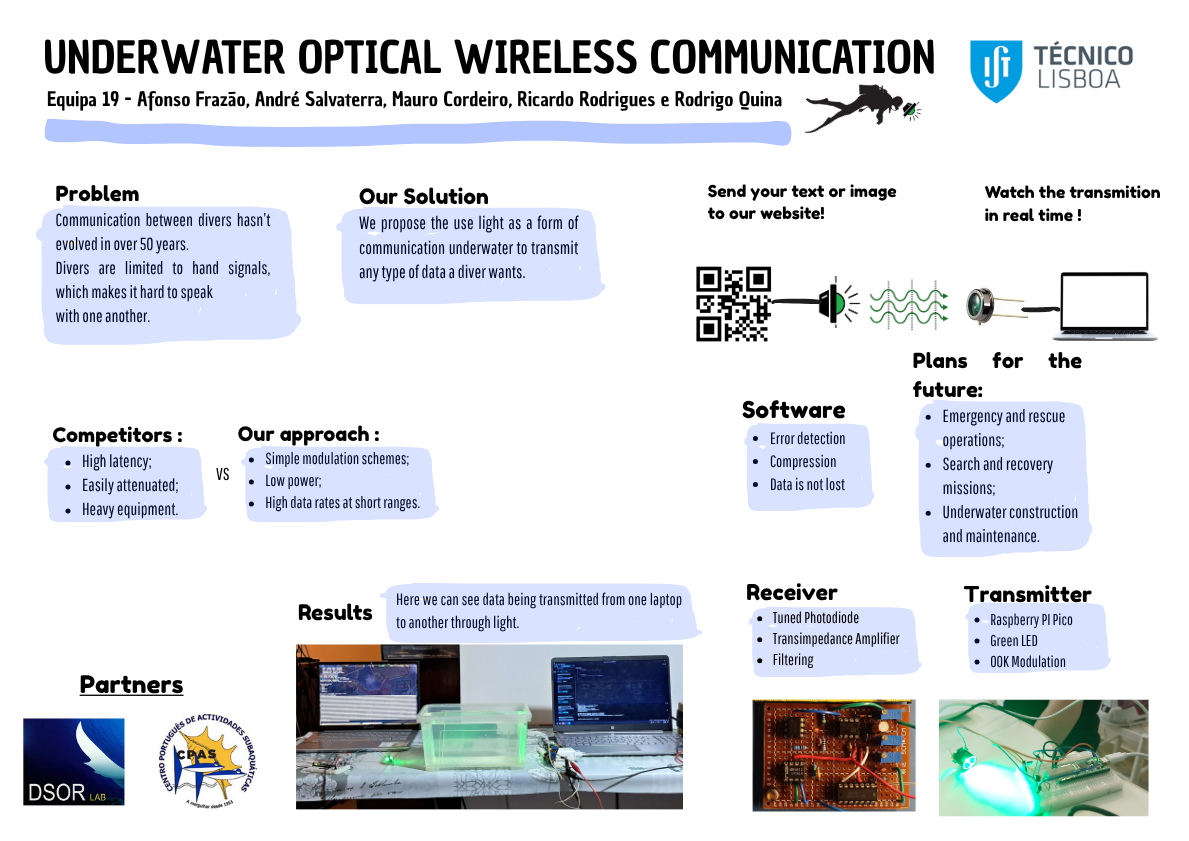 UNDERWATER OPTICAL WIRELESS COMMUNICATION
Equipa 19 - Afonso Frazão, André Salvaterra, Mauro Cordeiro, Ricardo Rodrigues e Rodrigo Quina
TÉCNICO
LISBOA
Problem
Communication between divers hasn't
evolved in over 50 years.
Divers are limited to hand signals,
which makes it hard to speak
with one another.
Our Solution
We propose the use light as a form of
communication underwater to transmit
any type of data a diver wants.
Send your text or image
to our website!
Watch the transmition
in real time !
Competitors :
High latency;
Easily attenuated;
Heavy equipment.
VS
Our approach :
Simple modulation schemes;
Low power;
High data rates at short ranges.
Software
Error detection
Compression
Data is not lost
Plans for the
future:
Emergency and rescue
operations;
Search and recovery
missions;
Underwater construction
and maintenance.
Results
Here we can see data being transmitted from one laptop
to another through light.
Receiver
Tuned Photodiode
Transimpedance Amplifier
Filtering
Transmitter
Raspberry PI Pico
Green LED
OOK Modulation
Partners
DSOR LAB
CENTRO PORTUGUÊS DE ACTIVIDADES SUBAQUÁTICAS
CPAS
A mergulhar desde 1953